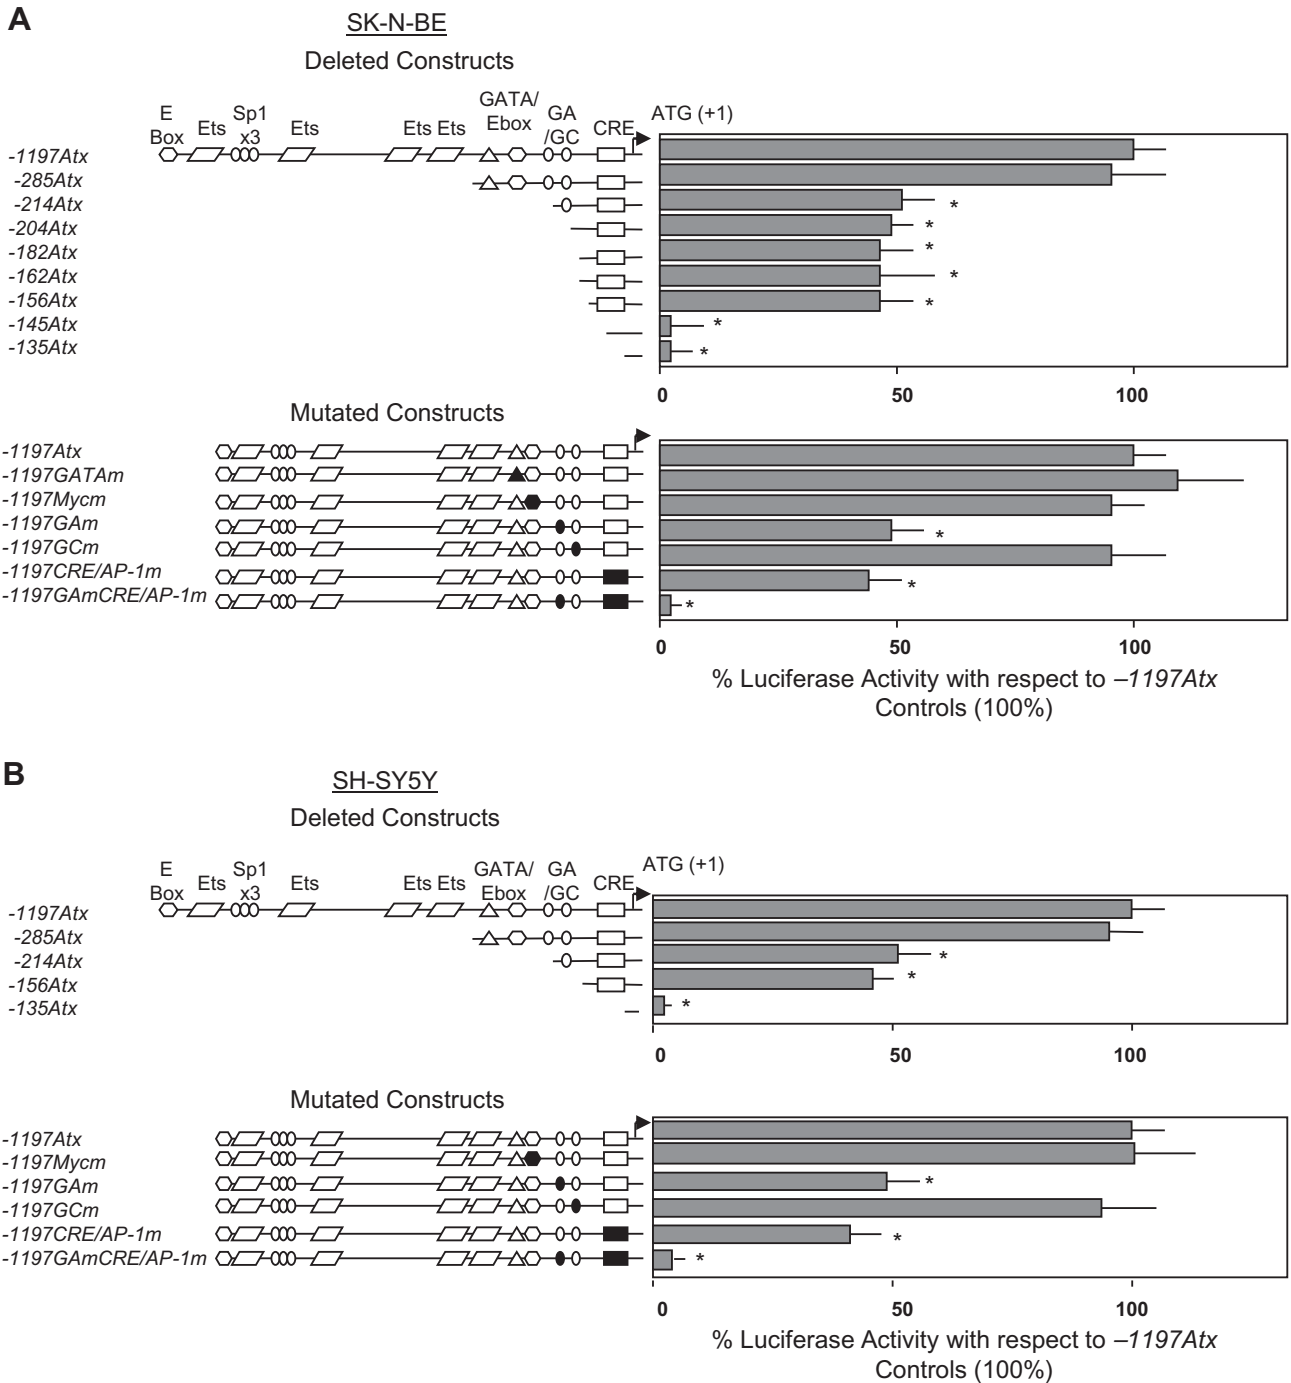 A
SK-N-BE
Deleted Constructs
E Box
Ets
Sp1 x3
Ets
Ets Ets
GATA/ Ebox
GA /GC
CRE
ATG (+1)
-1197Atx
-285Atx
-214Atx
*
-204Atx
*
-182Atx
*
-162Atx
*
-156Atx
*
-145Atx
*
-135Atx
*
0 50 100
Mutated Constructs
-1197Atx
-1197GATAm
-1197Mycm
-1197GAm
*
-1197GCm
-1197CRE/AP-1m
*
-1197GAmCRE/AP-1m
*
0 50 100
% Luciferase Activity with respect to –1197Atx
Controls (100%)
B
SH-SY5Y
Deleted Constructs
E Box
Ets
Sp1 x3
Ets
Ets Ets
GATA/ Ebox
GA /GC
CRE
ATG (+1)
-1197Atx
-285Atx
-214Atx
*
-156Atx
*
-135Atx
*
0 50 100
Mutated Constructs
-1197Atx
-1197Mycm
-1197GAm
*
-1197GCm
-1197CRE/AP-1m
*
-1197GAmCRE/AP-1m
*
0 50 100
% Luciferase Activity with respect to –1197Atx
Controls (100%)